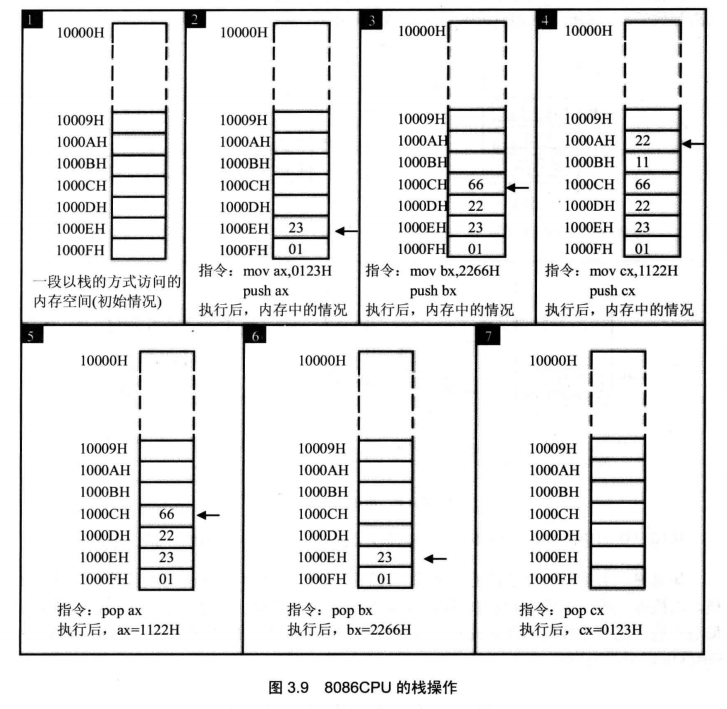 1
10000H
10009H
1000AH
1000BH
1000CH
1000DH
1000EH
1000FH
一段以栈的方式访问的
内存空间(初始情况)
2
10000H
10009H
1000AH
1000BH
1000CH
1000DH
1000EH 23
1000FH 01
指令：mov ax,0123H
push ax
执行后，内存中的情况
3
10000H
10009H
1000AH
1000BH
1000CH 66
1000DH 22
1000EH 23
1000FH 01
指令：mov bx,2266H
push bx
执行后，内存中的情况
4
10000H
10009H
1000AH 22
1000BH 11
1000CH 66
1000DH 22
1000EH 23
1000FH 01
指令：mov cx,1122H
push cx
执行后，内存中的情况
5
10000H
10009H
1000AH
1000BH
1000CH 66
1000DH 22
1000EH 23
1000FH 01
指令：pop ax
执行后，ax=1122H
6
10000H
10009H
1000AH
1000BH
1000CH
1000DH
1000EH 23
1000FH 01
指令：pop bx
执行后，bx=2266H
7
10000H
10009H
1000AH
1000BH
1000CH
1000DH
1000EH
1000FH
指令：pop cx
执行后，cx=0123H
图 3.9 8086CPU 的栈操作